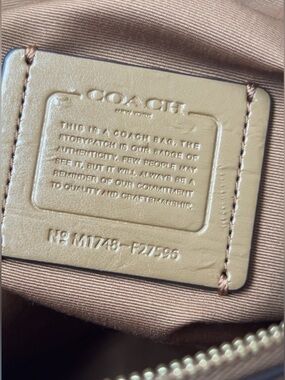 COACH
NEW YORK
THIS IS A COACH BAG. THE
STORYPATCH IS OUR BADGE OF
AUTHENTICITY. FEW PEOPLE MAY
SEE IT, BUT IT WILL ALWAYS BE A
REMINDER OF OUR COMMITMENT
TO QUALITY AND CRAFTSMANSHIP.
Nº M1748-F27595